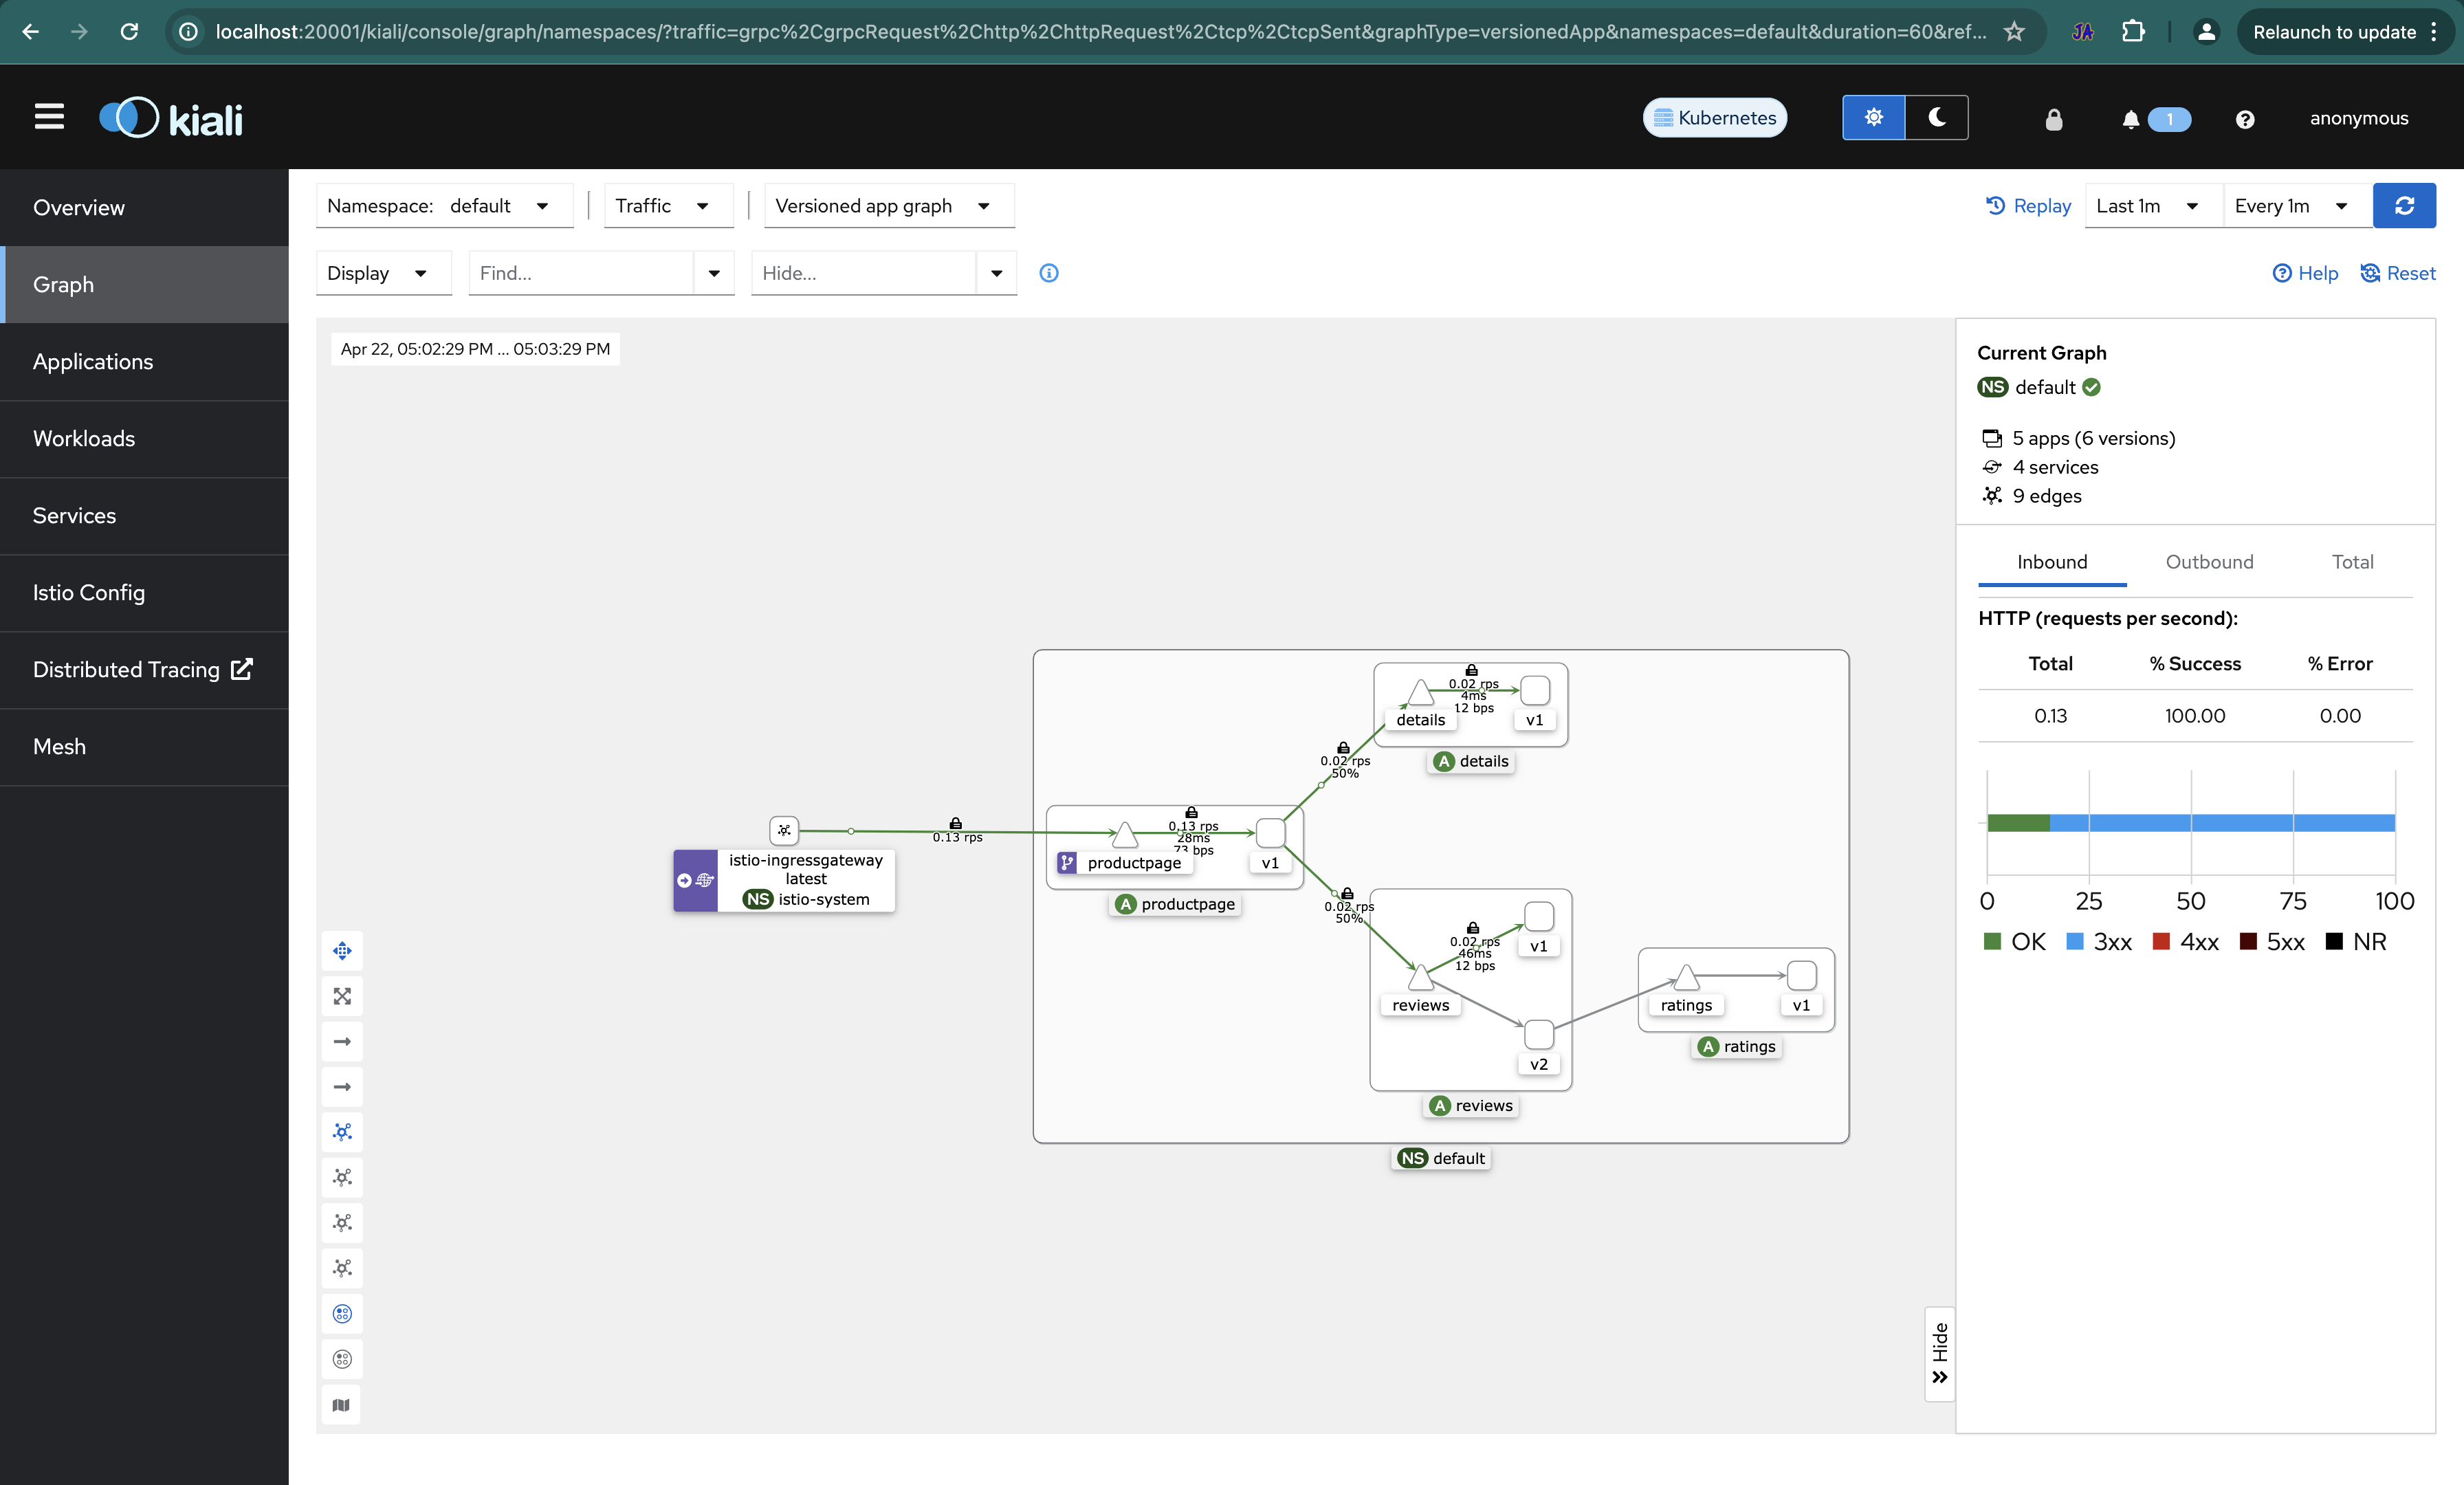 localhost:20001/kiali/console/graph/namespaces/?traffic=grpc%2CgrpcRequest%2Chttp%2ChttpRequest%2Ctcp%2CtcpSent&graphType=versionedApp&namespaces=default&duration=60&ref...
JA
Relaunch to update
kiali
Kubernetes
1
anonymous
Overview
Graph
Applications
Workloads
Services
Istio Config
Distributed Tracing
Mesh
Namespace: default
Traffic
Versioned app graph
Replay
Last 1m
Every 1m
Display
Find...
Hide...
Help
Reset
Apr 22, 05:02:29 PM ... 05:03:29 PM
0.02 rps
4ms
12 bps
details
v1
A details
0.02 rps
50%
0.13 rps
0.13 rps
28ms
73 bps
productpage
v1
A productpage
istio-ingressgateway
latest
NS istio-system
0.02 rps
50%
0.02 rps
46ms
12 bps
v1
reviews
v2
A reviews
ratings
v1
A ratings
NS default
Hide
Current Graph
NS default
5 apps (6 versions)
4 services
9 edges
Inbound Outbound Total
HTTP (requests per second):
Total % Success % Error
0.13 100.00 0.00
0 25 50 75 100
OK 3xx 4xx 5xx NR